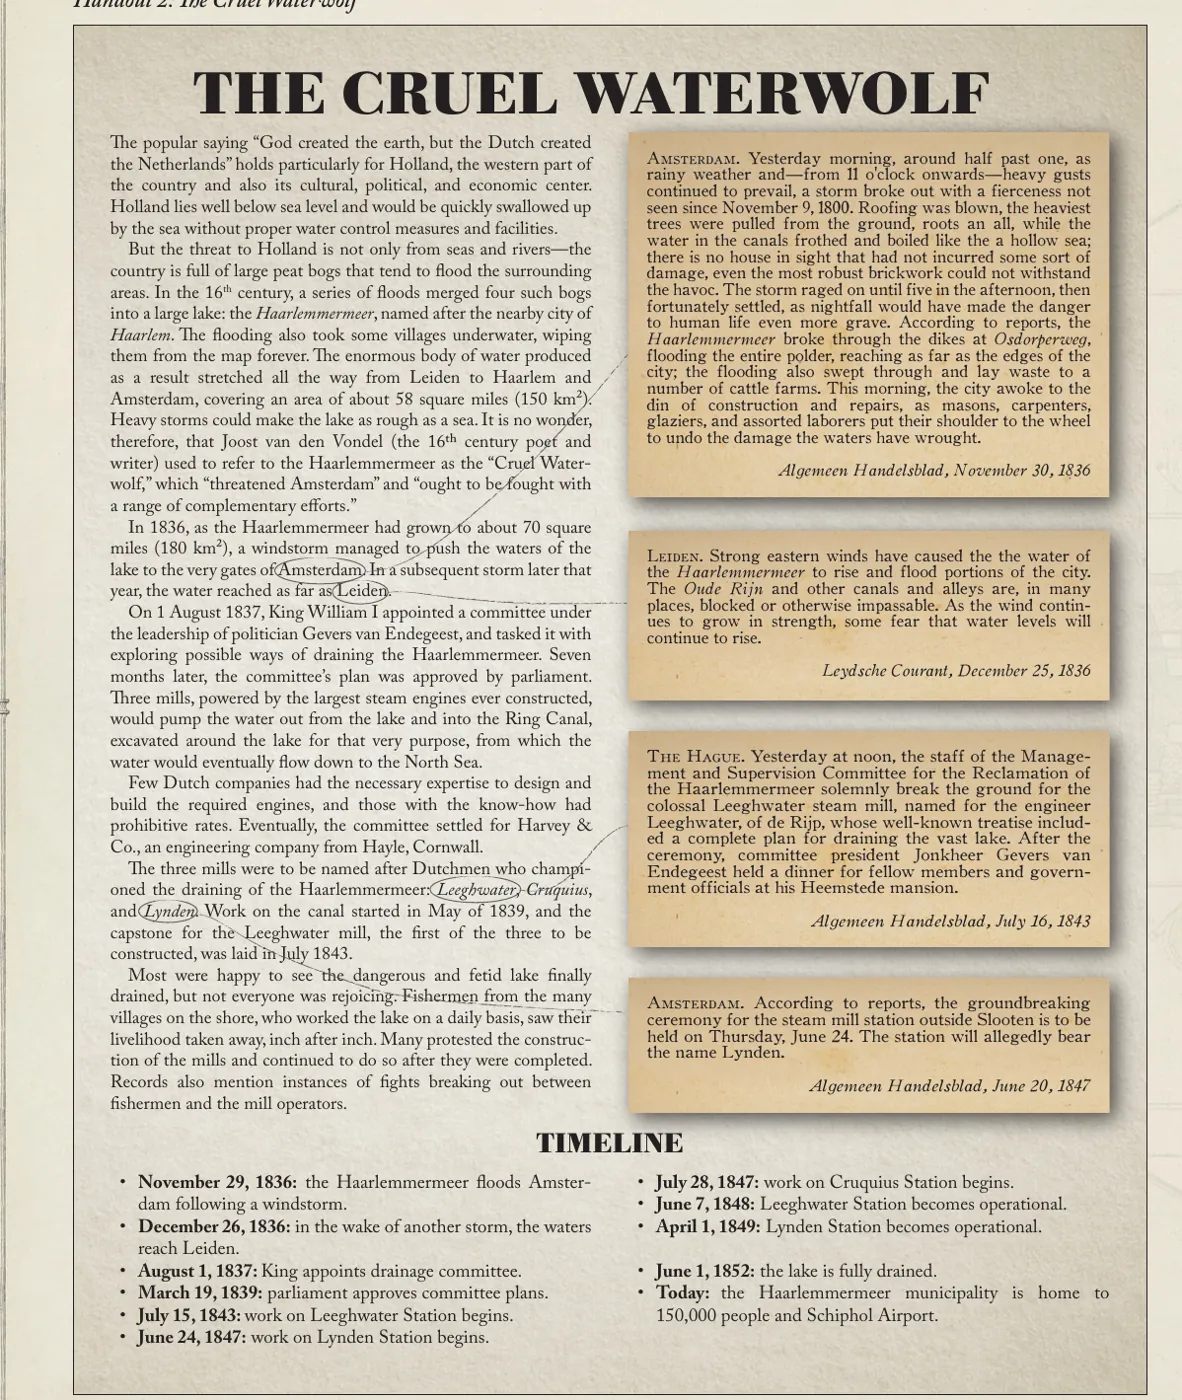 Handout 2: The Cruel Waterwolf
THE CRUEL WATERWOLF
The popular saying “God created the earth, but the Dutch created
the Netherlands” holds particularly for Holland, the western part of
the country and also its cultural, political, and economic center.
Holland lies well below sea level and would be quickly swallowed up
by the sea without proper water control measures and facilities.
But the threat to Holland is not only from seas and rivers—the
country is full of large peat bogs that tend to flood the surrounding
areas. In the 16th century, a series of floods merged four such bogs
into a large lake: the Haarlemmermeer, named after the nearby city of
Haarlem. The flooding also took some villages underwater, wiping
them from the map forever. The enormous body of water produced
as a result stretched all the way from Leiden to Haarlem and
Amsterdam, covering an area of about 58 square miles (150 km²).
Heavy storms could make the lake as rough as a sea. It is no wonder,
therefore, that Joost van den Vondel (the 16th century poet and
writer) used to refer to the Haarlemmermeer as the “Cruel Water-
wolf,” which “threatened Amsterdam” and “ought to be fought with
a range of complementary efforts.”
In 1836, as the Haarlemmermeer had grown to about 70 square
miles (180 km²), a windstorm managed to push the waters of the
lake to the very gates of Amsterdam. In a subsequent storm later that
year, the water reached as far as Leiden.
On 1 August 1837, King William I appointed a committee under
the leadership of politician Gevers van Endegeest, and tasked it with
exploring possible ways of draining the Haarlemmermeer. Seven
months later, the committee’s plan was approved by parliament.
Three mills, powered by the largest steam engines ever constructed,
would pump the water out from the lake and into the Ring Canal,
excavated around the lake for that very purpose, from which the
water would eventually flow down to the North Sea.
Few Dutch companies had the necessary expertise to design and
build the required engines, and those with the know-how had
prohibitive rates. Eventually, the committee settled for Harvey &
Co., an engineering company from Hayle, Cornwall.
The three mills were to be named after Dutchmen who champi-
oned the draining of the Haarlemmermeer: Leeghwater, Cruquius,
and Lynden. Work on the canal started in May of 1839, and the
capstone for the Leeghwater mill, the first of the three to be
constructed, was laid in July 1843.
Most were happy to see the dangerous and fetid lake finally
drained, but not everyone was rejoicing. Fishermen from the many
villages on the shore, who worked the lake on a daily basis, saw their
livelihood taken away, inch after inch. Many protested the construc-
tion of the mills and continued to do so after they were completed.
Records also mention instances of fights breaking out between
fishermen and the mill operators.
AMSTERDAM. Yesterday morning, around half past one, as
rainy weather and—from 11 o'clock onwards—heavy gusts
continued to prevail, a storm broke out with a fierceness not
seen since November 9, 1800. Roofing was blown, the heaviest
trees were pulled from the ground, roots an all, while the
water in the canals frothed and boiled like the a hollow sea;
there is no house in sight that had not incurred some sort of
damage, even the most robust brickwork could not withstand
the havoc. The storm raged on until five in the afternoon, then
fortunately settled, as nightfall would have made the danger
to human life even more grave. According to reports, the
Haarlemmermeer broke through the dikes at Osdorperweg,
flooding the entire polder, reaching as far as the edges of the
city; the flooding also swept through and lay waste to a
number of cattle farms. This morning, the city awoke to the
din of construction and repairs, as masons, carpenters,
glaziers, and assorted laborers put their shoulder to the wheel
to undo the damage the waters have wrought.
Algemeen Handelsblad, November 30, 1836
LEIDEN. Strong eastern winds have caused the the water of
the Haarlemmermeer to rise and flood portions of the city.
The Oude Rijn and other canals and alleys are, in many
places, blocked or otherwise impassable. As the wind contin-
ues to grow in strength, some fear that water levels will
continue to rise.
Leydsche Courant, December 25, 1836
THE HAGUE. Yesterday at noon, the staff of the Manage-
ment and Supervision Committee for the Reclamation of
the Haarlemmermeer solemnly break the ground for the
colossal Leeghwater steam mill, named for the engineer
Leeghwater, of de Rijp, whose well-known treatise includ-
ed a complete plan for draining the vast lake. After the
ceremony, committee president Jonkheer Gevers van
Endegeest held a dinner for fellow members and govern-
ment officials at his Heemstede mansion.
Algemeen Handelsblad, July 16, 1843
AMSTERDAM. According to reports, the groundbreaking
ceremony for the steam mill station outside Slooten is to be
held on Thursday, June 24. The station will allegedly bear
the name Lynden.
Algemeen Handelsblad, June 20, 1847
TIMELINE
• November 29, 1836: the Haarlemmermeer floods Amster-
dam following a windstorm.
• December 26, 1836: in the wake of another storm, the waters
reach Leiden.
• August 1, 1837: King appoints drainage committee.
• March 19, 1839: parliament approves committee plans.
• July 15, 1843: work on Leeghwater Station begins.
• June 24, 1847: work on Lynden Station begins.
• July 28, 1847: work on Cruquius Station begins.
• June 7, 1848: Leeghwater Station becomes operational.
• April 1, 1849: Lynden Station becomes operational.
• June 1, 1852: the lake is fully drained.
• Today: the Haarlemmermeer municipality is home to
150,000 people and Schiphol Airport.